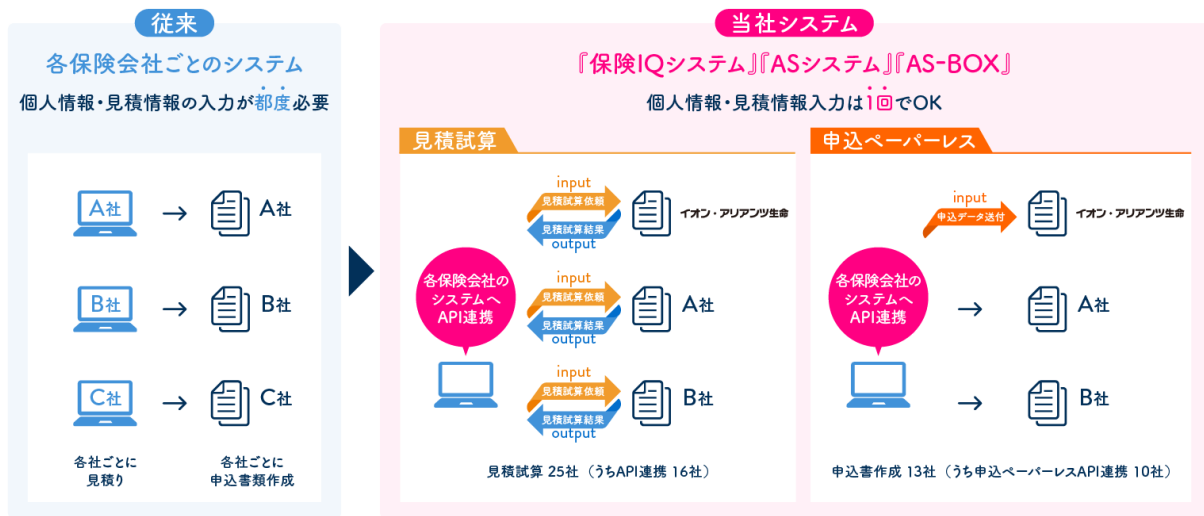 従来
各保険会社ごとのシステム
個人情報・見積情報の入力が都度必要
A社
A社
B社
B社
C社
C社
各社ごとに
見積り
各社ごとに
申込書類作成
当社システム
『保険IQシステム』『ASシステム』『AS-BOX』
個人情報・見積情報入力は1回でOK
見積試算
input
見積試算依頼
見積試算結果
output
イオン・アリアンツ生命
各保険会社の
システムへ
API連携
input
見積試算依頼
見積試算結果
output
A社
input
見積試算依頼
見積試算結果
output
B社
見積試算 25社（うちAPI連携 16社）
申込ペーパーレス
input
申込データ送付
イオン・アリアンツ生命
各保険会社の
システムへ
API連携
A社
B社
申込書作成 13社（うち申込ペーパーレスAPI連携 10社）